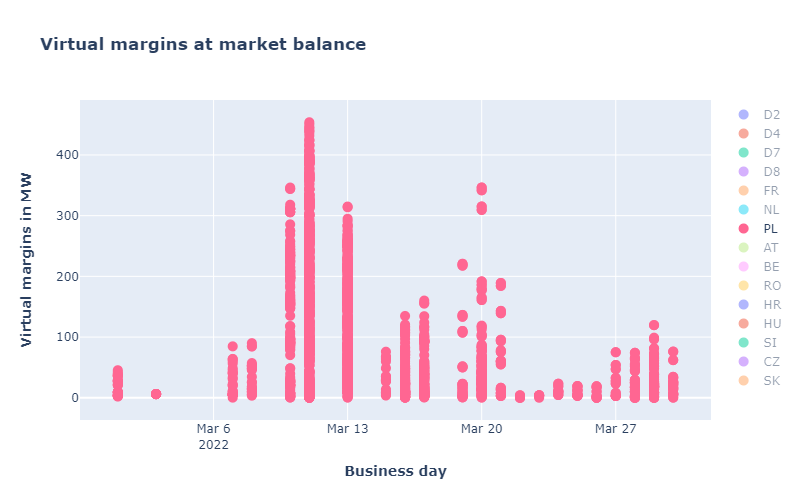 Virtual margins at market balance
Virtual margins in MW
400
300
200
100
0
Mar 6
2022
Mar 13
Mar 20
Mar 27
Business day
D2
D4
D7
D8
FR
NL
PL
AT
BE
RO
HR
HU
SI
CZ
SK